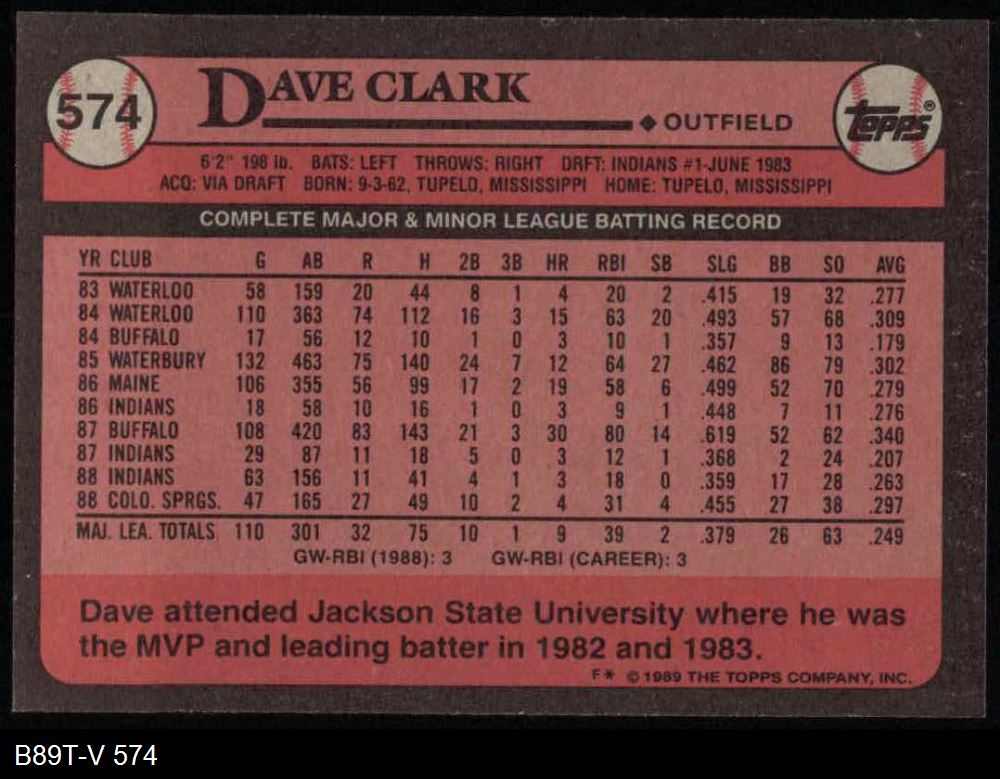 574
DAVE CLARK
◆ OUTFIELD
TOPPS®
6'2" 198 lb. BATS: LEFT THROWS: RIGHT DRFT: INDIANS #1-JUNE 1983
ACQ: VIA DRAFT BORN: 9-3-62, TUPELO, MISSISSIPPI HOME: TUPELO, MISSISSIPPI
COMPLETE MAJOR & MINOR LEAGUE BATTING RECORD
YR CLUB G AB R H 2B 3B HR RBI SB SLG BB SO AVG
83 WATERLOO 58 159 20 44 8 1 4 20 2 .415 19 32 .277
84 WATERLOO 110 363 74 112 16 3 15 63 20 .493 57 68 .309
84 BUFFALO 17 56 12 10 1 0 3 10 1 .357 9 13 .179
85 WATERBURY 132 463 75 140 24 7 12 64 27 .462 86 79 .302
86 MAINE 106 355 56 99 17 2 19 58 6 .499 52 70 .279
86 INDIANS 18 58 10 16 1 0 3 9 1 .448 7 11 .276
87 BUFFALO 108 420 83 143 21 3 30 80 14 .619 52 62 .340
87 INDIANS 29 87 11 18 5 0 3 12 1 .368 2 24 .207
88 INDIANS 63 156 11 41 4 1 3 18 0 .359 17 28 .263
88 COLO. SPRGS. 47 165 27 49 10 2 4 31 4 .455 27 38 .297
MAJ. LEA. TOTALS 110 301 32 75 10 1 9 39 2 .379 26 63 .249
GW-RBI (1988): 3 GW-RBI (CAREER): 3
Dave attended Jackson State University where he was
the MVP and leading batter in 1982 and 1983.
F* © 1989 THE TOPPS COMPANY, INC.
B89T-V 574